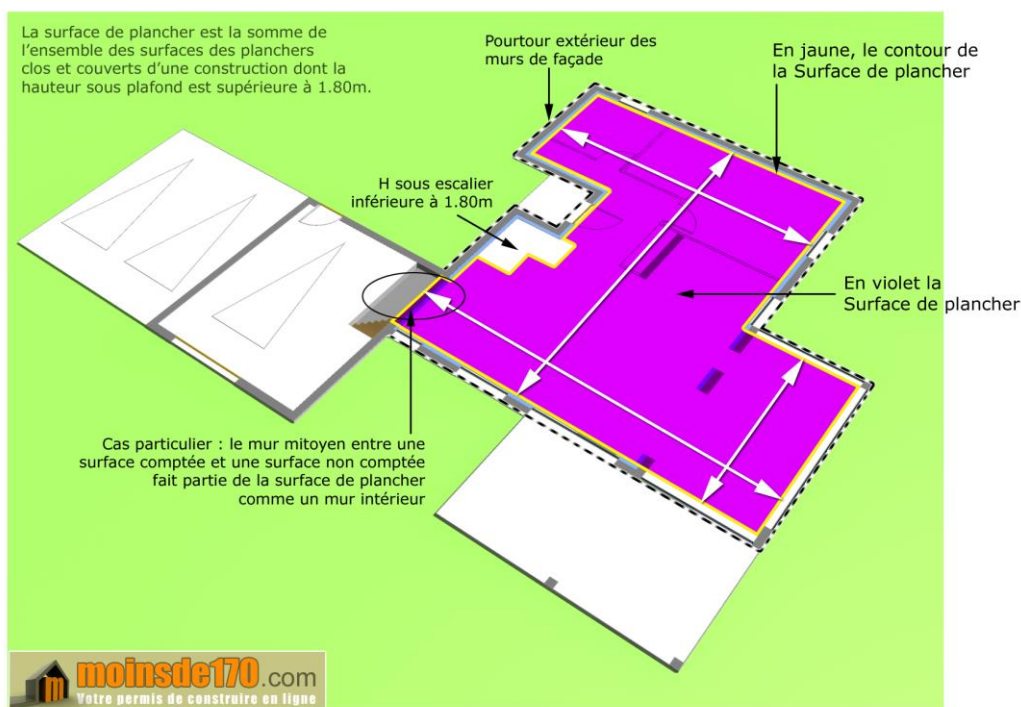 La surface de plancher est la somme de
l'ensemble des surfaces des planchers
clos et couverts d'une construction dont la
hauteur sous plafond est supérieure à 1.80m.
Pourtour extérieur des
murs de façade
En jaune, le contour de
la Surface de plancher
H sous escalier
inférieure à 1.80m
En violet la
Surface de plancher
Cas particulier : le mur mitoyen entre une
surface comptée et une surface non comptée
fait partie de la surface de plancher
comme un mur intérieur
moinsde170.com
Votre permis de construire en ligne